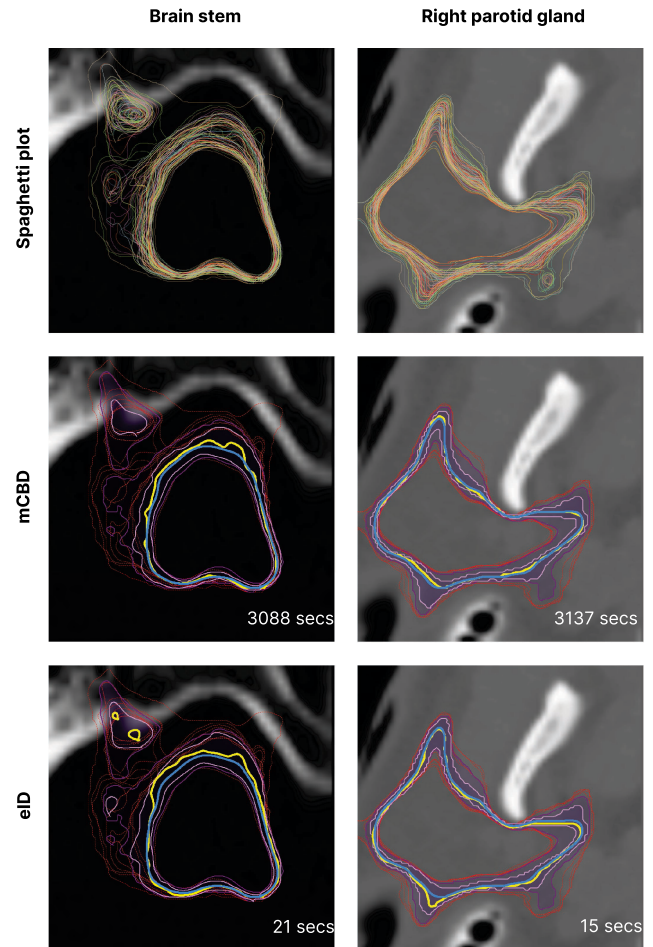 Brain stem
Right parotid gland
Spaghetti plot
mCBD
3088 secs
3137 secs
eID
21 secs
15 secs